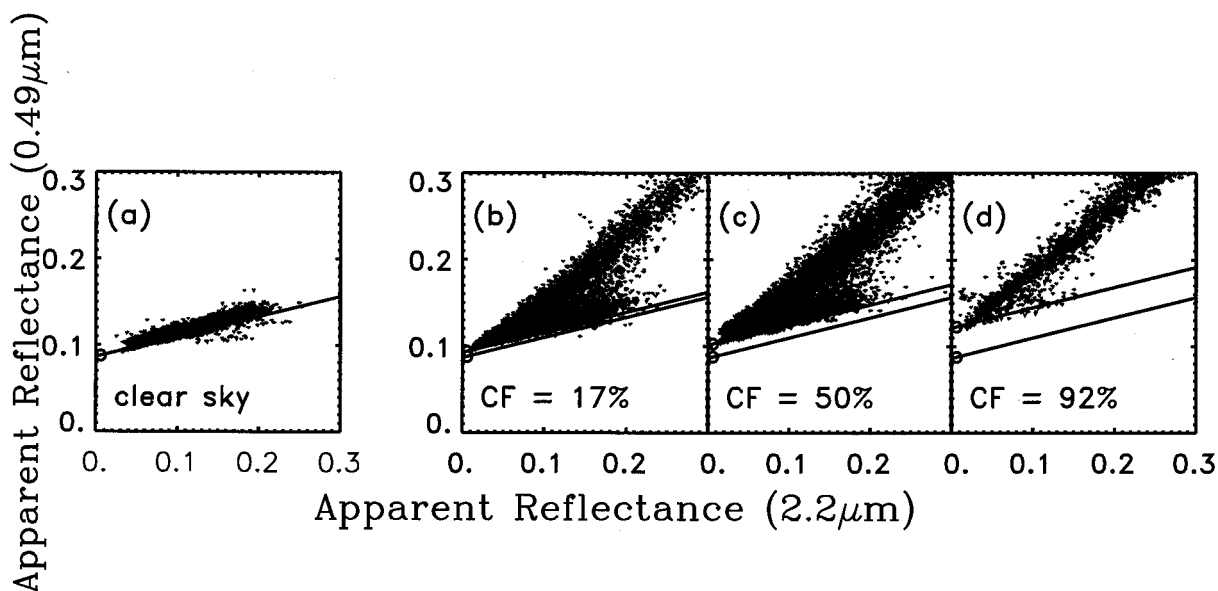 Apparent Reflectance (0.49μm)
0.3
0.2
0.1
0.
(a)
clear sky
0. 0.1 0.2 0.3
0.3
0.2
0.1
0.
(b)
CF = 17%
(c)
CF = 50%
(d)
CF = 92%
0. 0.1 0.2 0. 0.1 0.2 0. 0.1 0.2 0.3
Apparent Reflectance (2.2μm)